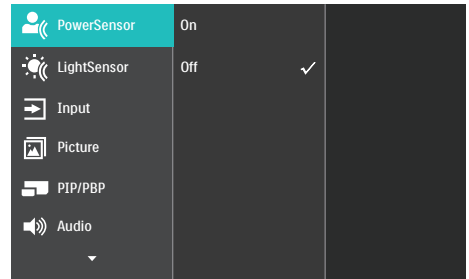 PowerSensor
On
LightSensor
Off
Input
Picture
PIP/PBP
Audio